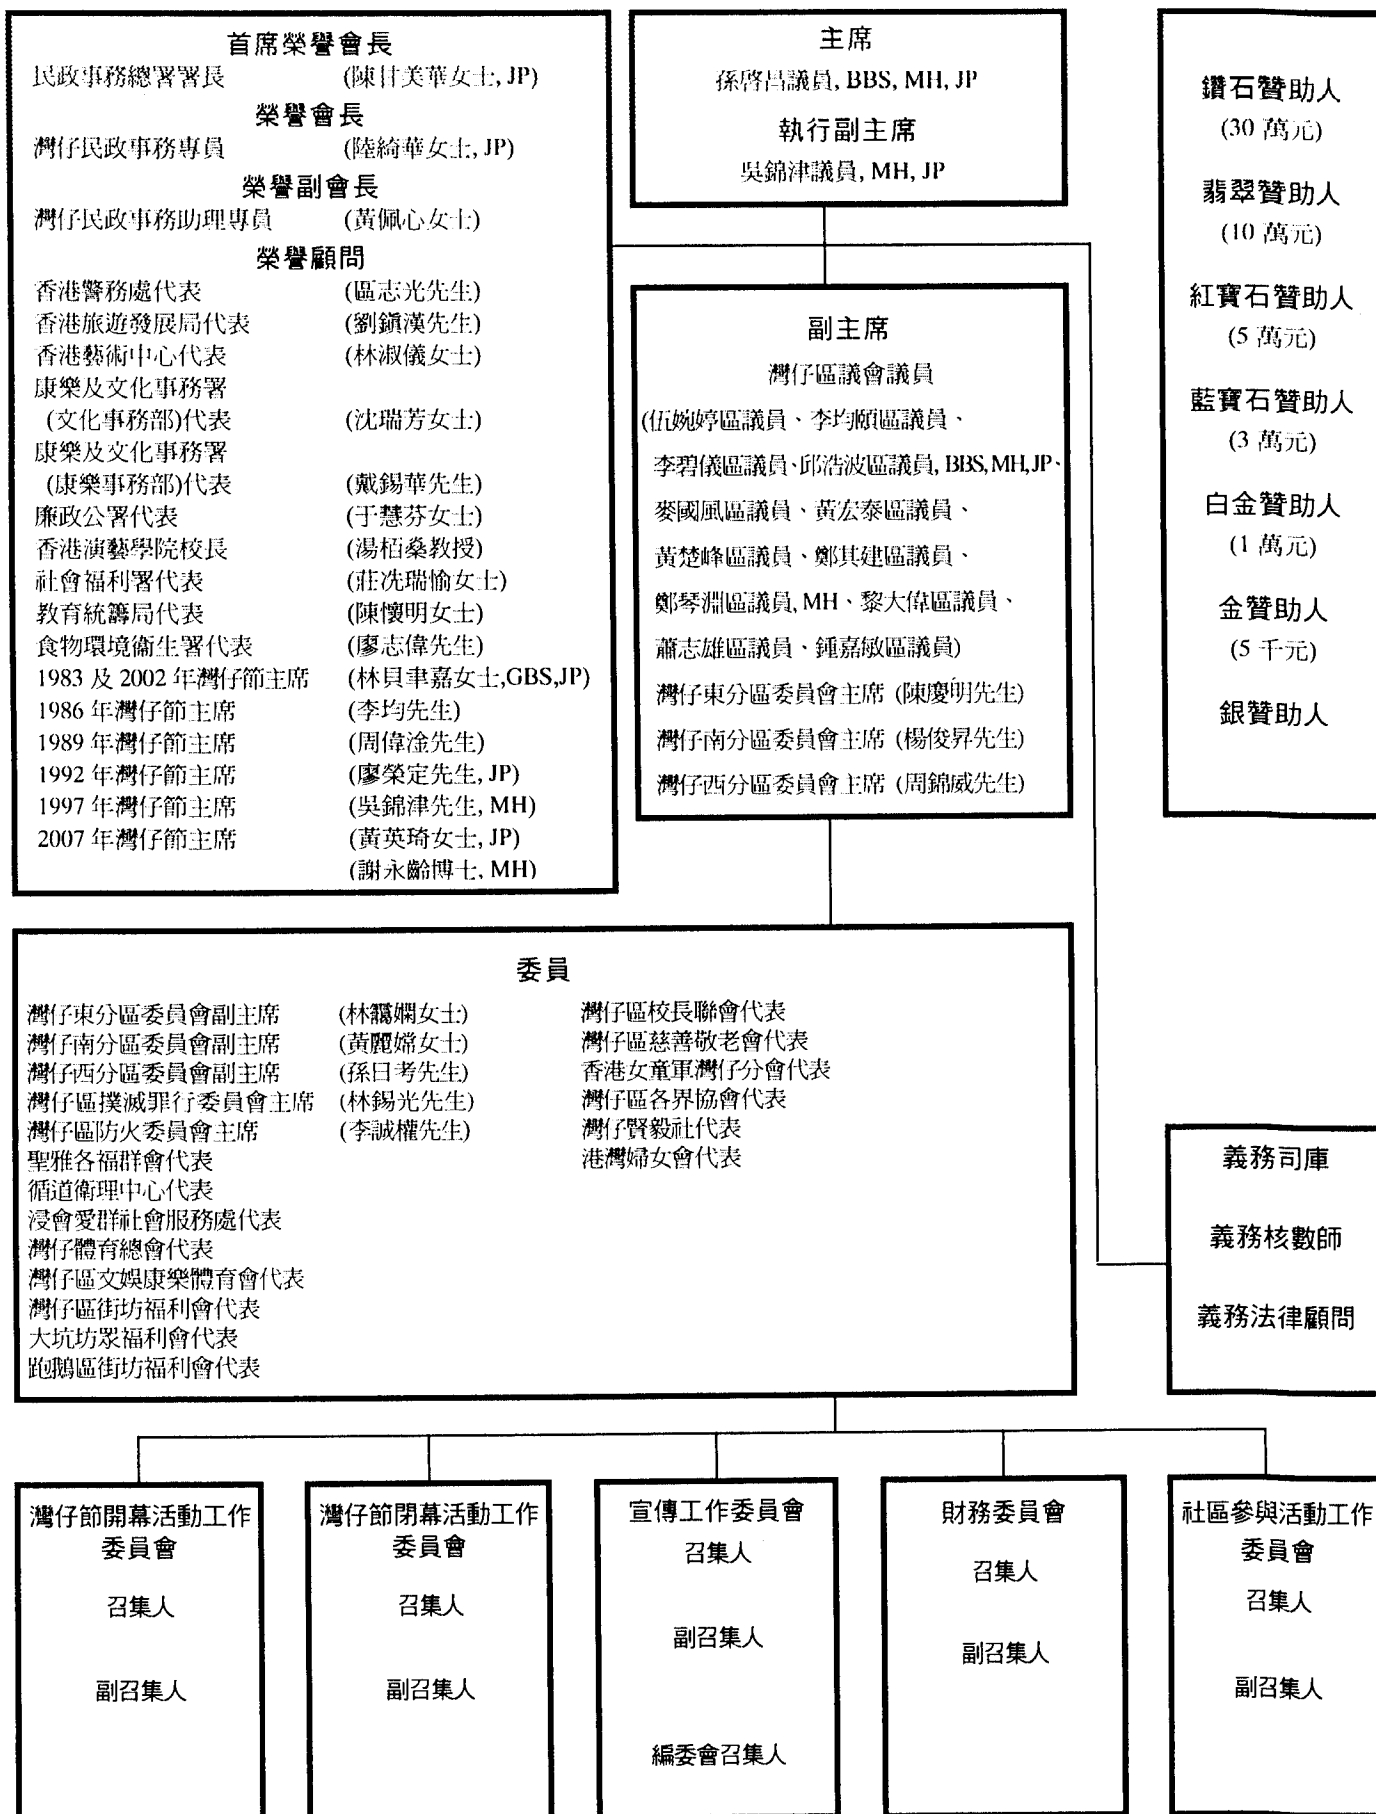 首席榮譽會長
民政事務總署署長 (陳甘美華女士, JP)
榮譽會長
灣仔民政事務專員 (陸綺華女士, JP)
榮譽副會長
灣仔民政事務助理專員 (黃佩心女士)
榮譽顧問
香港警務處代表 (區志光先生)
香港旅遊發展局代表 (劉鎮漢先生)
香港藝術中心代表 (林淑儀女士)
康樂及文化事務署
(文化事務部)代表 (沈瑞芳女士)
康樂及文化事務署
(康樂事務部)代表 (戴錫華先生)
廉政公署代表 (于慧芬女士)
香港演藝學院校長 (湯柏燊教授)
社會福利署代表 (莊冼瑞愉女士)
教育統籌局代表 (陳懷明女士)
食物環境衞生署代表 (廖志偉先生)
1983 及 2002 年灣仔節主席 (林貝聿嘉女士,GBS,JP)
1986 年灣仔節主席 (李均先生)
1989 年灣仔節主席 (周偉淦先生)
1992 年灣仔節主席 (廖榮定先生, JP)
1997 年灣仔節主席 (吳錦津先生, MH)
2007 年灣仔節主席 (黃英琦女士, JP)
(謝永齡博士, MH)
主席
孫啓昌議員, BBS, MH, JP
執行副主席
吳錦津議員, MH, JP
副主席
灣仔區議會議員
(伍婉婷區議員、李均頤區議員、
李碧儀區議員、邱浩波區議員, BBS,MH,JP、
麥國風區議員、黃宏泰區議員、
黃楚峰區議員、鄭其建區議員、
鄭琴淵區議員, MH、黎大偉區議員、
蕭志雄區議員、鍾嘉敏區議員)
灣仔東分區委員會主席 (陳慶明先生)
灣仔南分區委員會主席 (楊俊昇先生)
灣仔西分區委員會主席 (周錦威先生)
鑽石贊助人
(30 萬元)
翡翠贊助人
(10 萬元)
紅寶石贊助人
(5 萬元)
藍寶石贊助人
(3 萬元)
白金贊助人
(1 萬元)
金贊助人
(5 千元)
銀贊助人
委員
灣仔東分區委員會副主席 (林靄嫻女士) 灣仔區校長聯會代表
灣仔南分區委員會副主席 (黃麗嫦女士) 灣仔區慈善敬老會代表
灣仔西分區委員會副主席 (孫日考先生) 香港女童軍灣仔分會代表
灣仔區撲滅罪行委員會主席 (林錫光先生) 灣仔區各界協會代表
灣仔區防火委員會主席 (李誠權先生) 灣仔賢毅社代表
聖雅各福群會代表 港灣婦女會代表
循道衛理中心代表
浸會愛群社會服務處代表
灣仔體育總會代表
灣仔區文娛康樂體育會代表
灣仔區街坊福利會代表
大坑坊眾福利會代表
跑鵝區街坊福利會代表
義務司庫
義務核數師
義務法律顧問
灣仔節開幕活動工作
委員會
召集人
副召集人
灣仔節閉幕活動工作
委員會
召集人
副召集人
宣傳工作委員會
召集人
副召集人
編委會召集人
財務委員會
召集人
副召集人
社區參與活動工作
委員會
召集人
副召集人